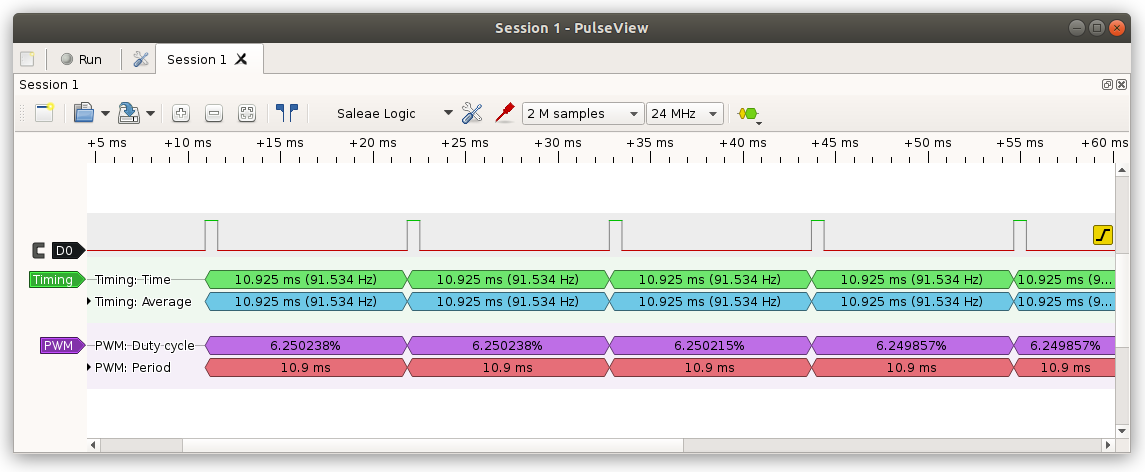 Session 1 - PulseView
Run
Session 1
Session 1
Saleae Logic 2 M samples 24 MHz
+5 ms +10 ms +15 ms +20 ms +25 ms +30 ms +35 ms +40 ms +45 ms +50 ms +55 ms +60 ms
D0
Timing Timing: Time 10.925 ms (91.534 Hz) 10.925 ms (91.534 Hz) 10.925 ms (91.534 Hz) 10.925 ms (91.534 Hz) 10.925 ms (9...
Timing: Average 10.925 ms (91.534 Hz) 10.925 ms (91.534 Hz) 10.925 ms (91.534 Hz) 10.925 ms (91.534 Hz) 10.925 ms (9...
PWM PWM: Duty cycle 6.250238% 6.250238% 6.250215% 6.249857% 6.249857%
PWM: Period 10.9 ms 10.9 ms 10.9 ms 10.9 ms 10.9 ms